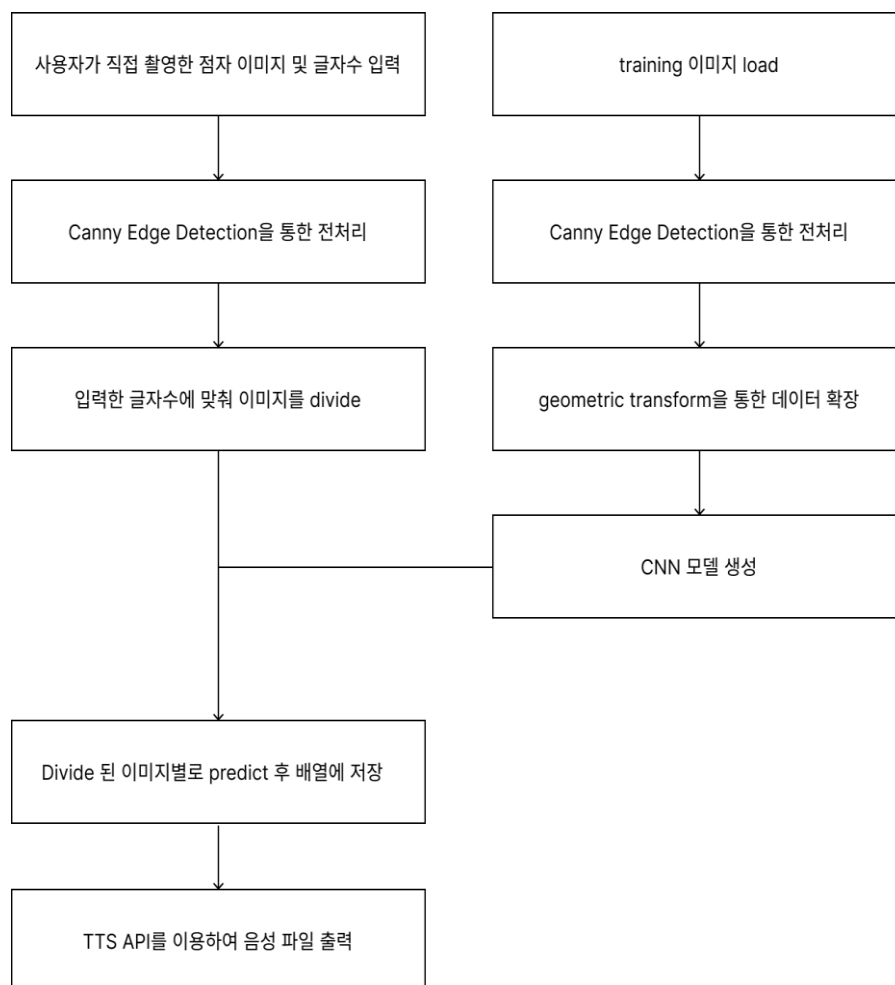 사용자가 직접 촬영한 점자 이미지 및 글자수 입력
training 이미지 load
Canny Edge Detection을 통한 전처리
Canny Edge Detection을 통한 전처리
입력한 글자수에 맞춰 이미지를 divide
geometric transform을 통한 데이터 확장
CNN 모델 생성
Divide 된 이미지별로 predict 후 배열에 저장
TTS API를 이용하여 음성 파일 출력